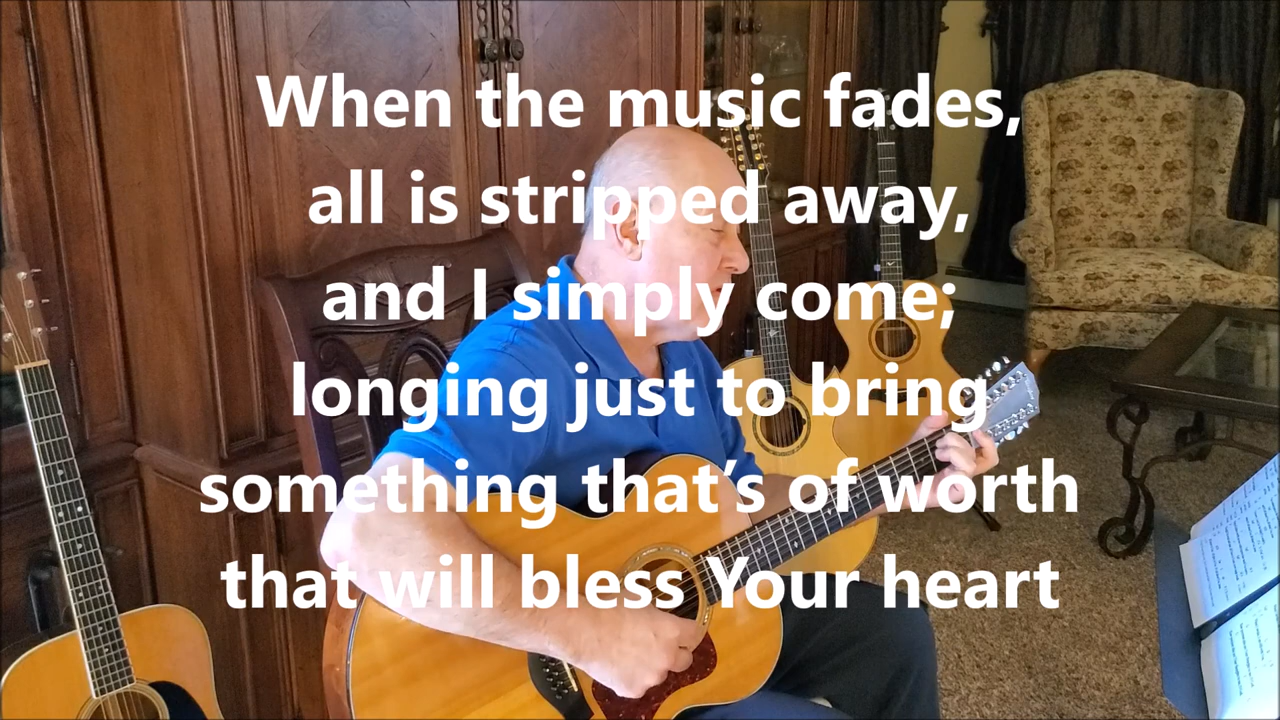 When the music fades,
all is stripped away,
and I simply come;
longing just to bring
something that’s of worth
that will bless Your heart